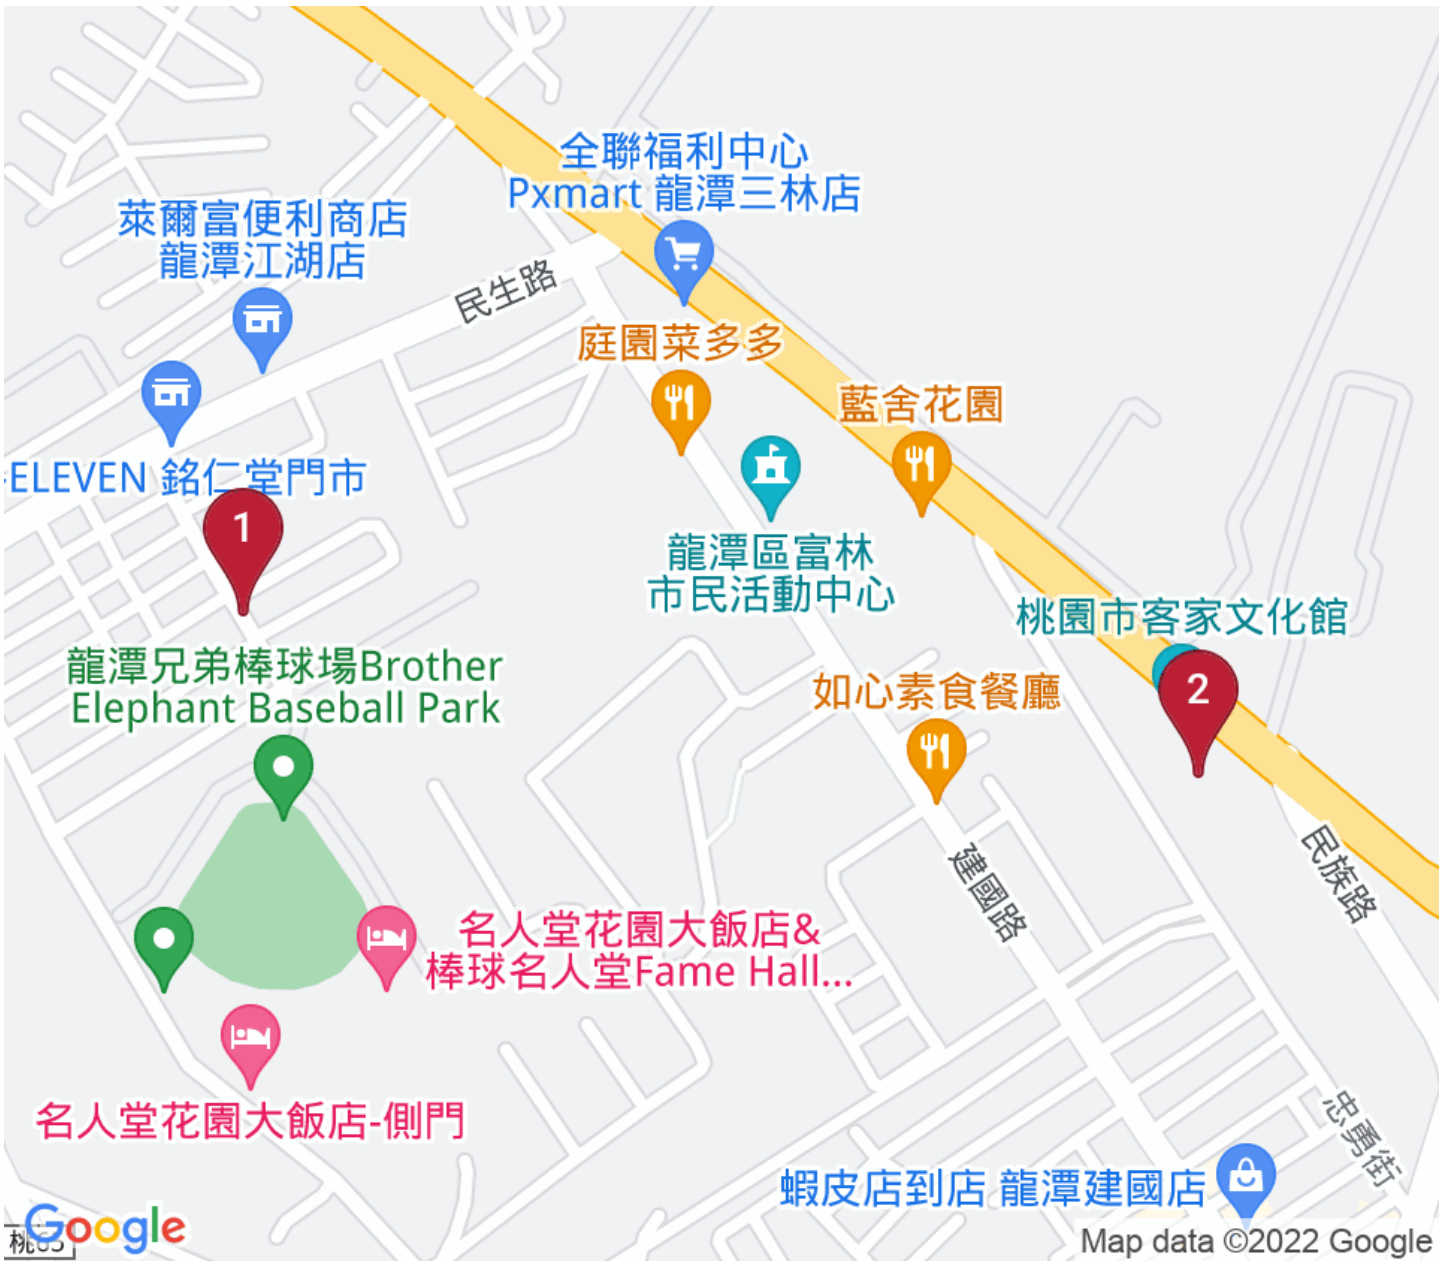 全聯福利中心
Pxmart 龍潭三林店
萊爾富便利商店
龍潭江湖店
民生路
庭園菜多多
藍舍花園
-ELEVEN 銘仁堂門市
1
龍潭區富林
市民活動中心
桃園市客家文化館
龍潭兄弟棒球場Brother
Elephant Baseball Park
如心素食餐廳
2
建國路
民族路
名人堂花園大飯店&
棒球名人堂Fame Hall...
名人堂花園大飯店-側門
忠勇街
蝦皮店到店 龍潭建國店
桃65
Google
Map data ©2022 Google